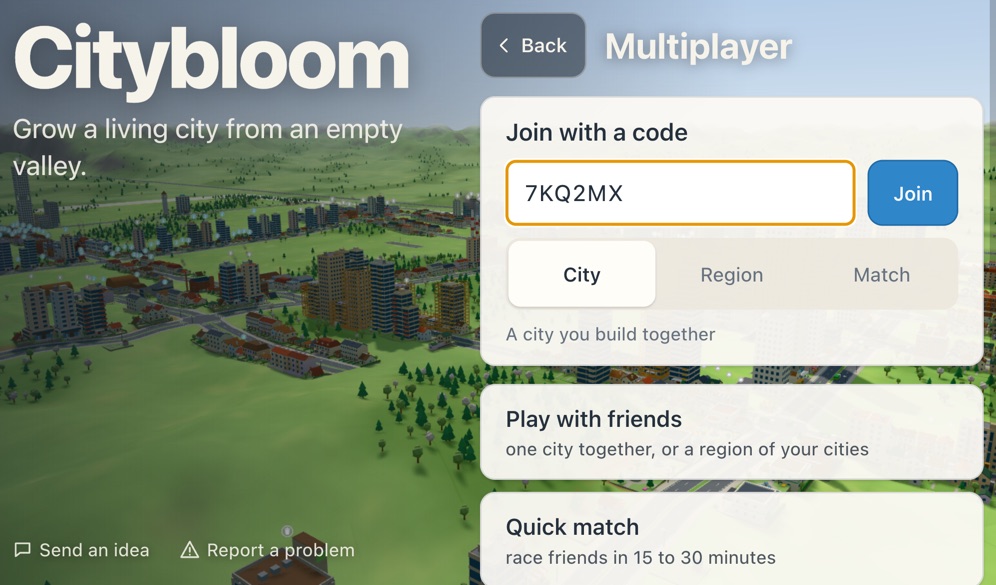 Citybloom
Grow a living city from an empty
valley.
Send an idea
Report a problem
Back
Multiplayer
Join with a code
7KQ2MX
Join
City
Region
Match
A city you build together
Play with friends
one city together, or a region of your cities
Quick match
race friends in 15 to 30 minutes